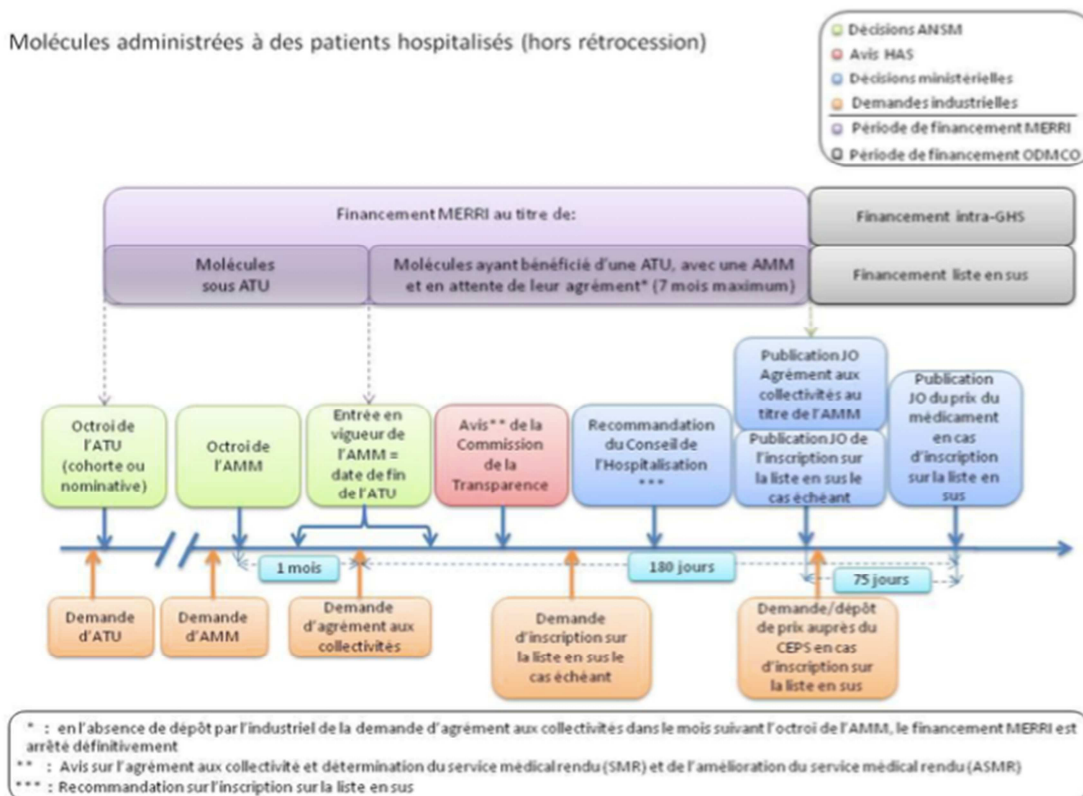 Molécules administrées à des patients hospitalisés (hors rétrocession)
Décisions ANSM
Avis HAS
Décisions ministérielles
Demandes industrielles
Période de financement MERRI
Période de financement ODMCO
Financement MERRI au titre de:
Molécules
sous ATU
Molécules ayant bénéficié d'une ATU, avec une AMM
et en attente de leur agrément* (7 mois maximum)
Financement intra-GHS
Financement liste en sus
Octroi de
l'ATU
(cohorte ou
nominative)
Octroi de
l'AMM
Entrée en
vigueur de
l'AMM =
date de fin
de l'ATU
Avis** de la
Commission
de la
Transparence
Recommandation
du Conseil de
l'Hospitalisation
***
Publication JO
Agrément aux
collectivités au
titre de l'AMM
Publication JO de
l'inscription sur
la liste en sus le
cas échéant
Publication
JO du prix du
médicament
en cas
d'inscription
sur la liste en
sus
1 mois
180 jours
75 jours
Demande
d'ATU
Demande
d'AMM
Demande
d'agrément aux
collectivités
Demande
d'inscription sur
la liste en sus le
cas échéant
Demande/dépôt
de prix auprès du
CEPS en cas
d'inscription sur
la liste en sus
* : en l'absence de dépôt par l'industriel de la demande d'agrément aux collectivités dans le mois suivant l'octroi de l'AMM, le financement MERRI est
arrêté définitivement
** : Avis sur l'agrément aux collectivité et détermination du service médical rendu (SMR) et de l'amélioration du service médical rendu (ASMR)
*** : Recommandation sur l'inscription sur la liste en sus